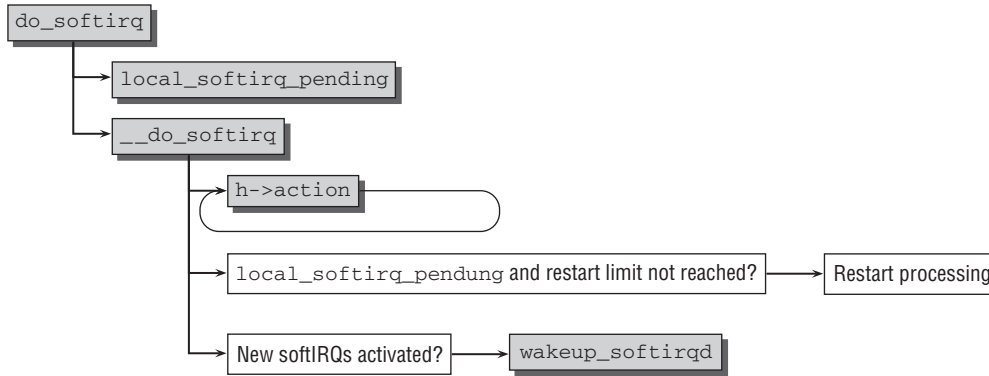 do_softirq
local_softirq_pending
__do_softirq
h->action
local_softirq_pendung and restart limit not reached?
Restart processing
New softIRQs activated?
wakeup_softirqd